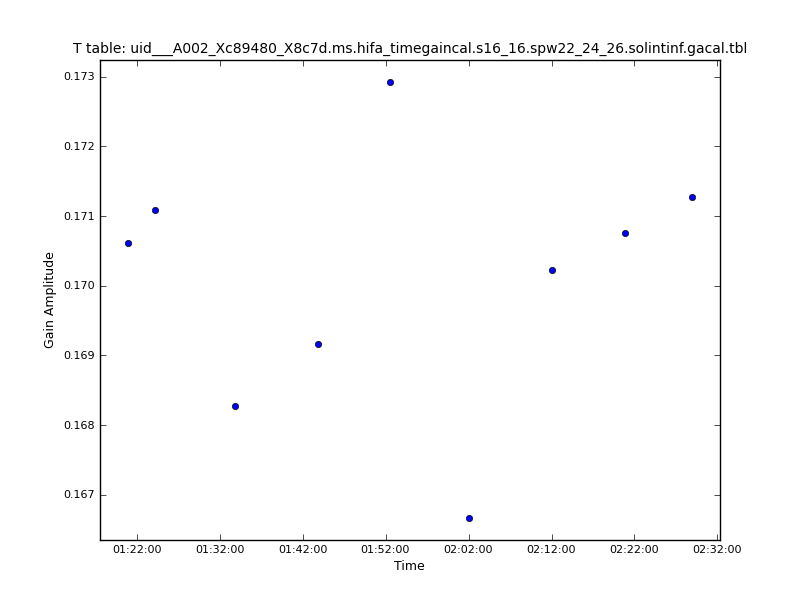 T table: uid___A002_Xc89480_X8c7d.ms.hifa_timegaincal.s16_16.spw22_24_26.solintinf.gacal.tbl
0.173
0.172
0.171
0.170
0.169
0.168
0.167
Gain Amplitude
01:22:00 01:32:00 01:42:00 01:52:00 02:02:00 02:12:00 02:22:00 02:32:00
Time